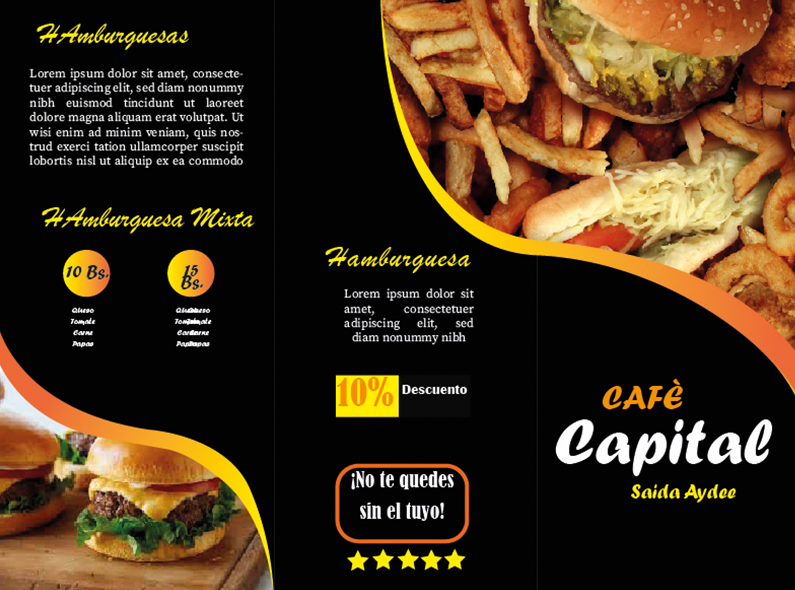 HAmburguesas
Lorem ipsum dolor sit amet, consecte-
tuer adipiscing elit, sed diam nonummy
nibh euismod tincidunt ut laoreet
dolore magna aliquam erat volutpat. Ut
wisi enim ad minim veniam, quis nos-
trud exerci tation ullamcorper suscipit
lobortis nisl ut aliquip ex ea commodo
HAmburguesa Mixta
10 Bs.
Queso
Tomate
Carne
Papas
15
Bs.
Hamburguesa
Lorem ipsum dolor sit
amet, consectetuer
adipiscing elit, sed
diam nonummy nibh
10% Descuento
¡No te quedes
sin el tuyo!
CAFÈ
Capital
Saida Aydee